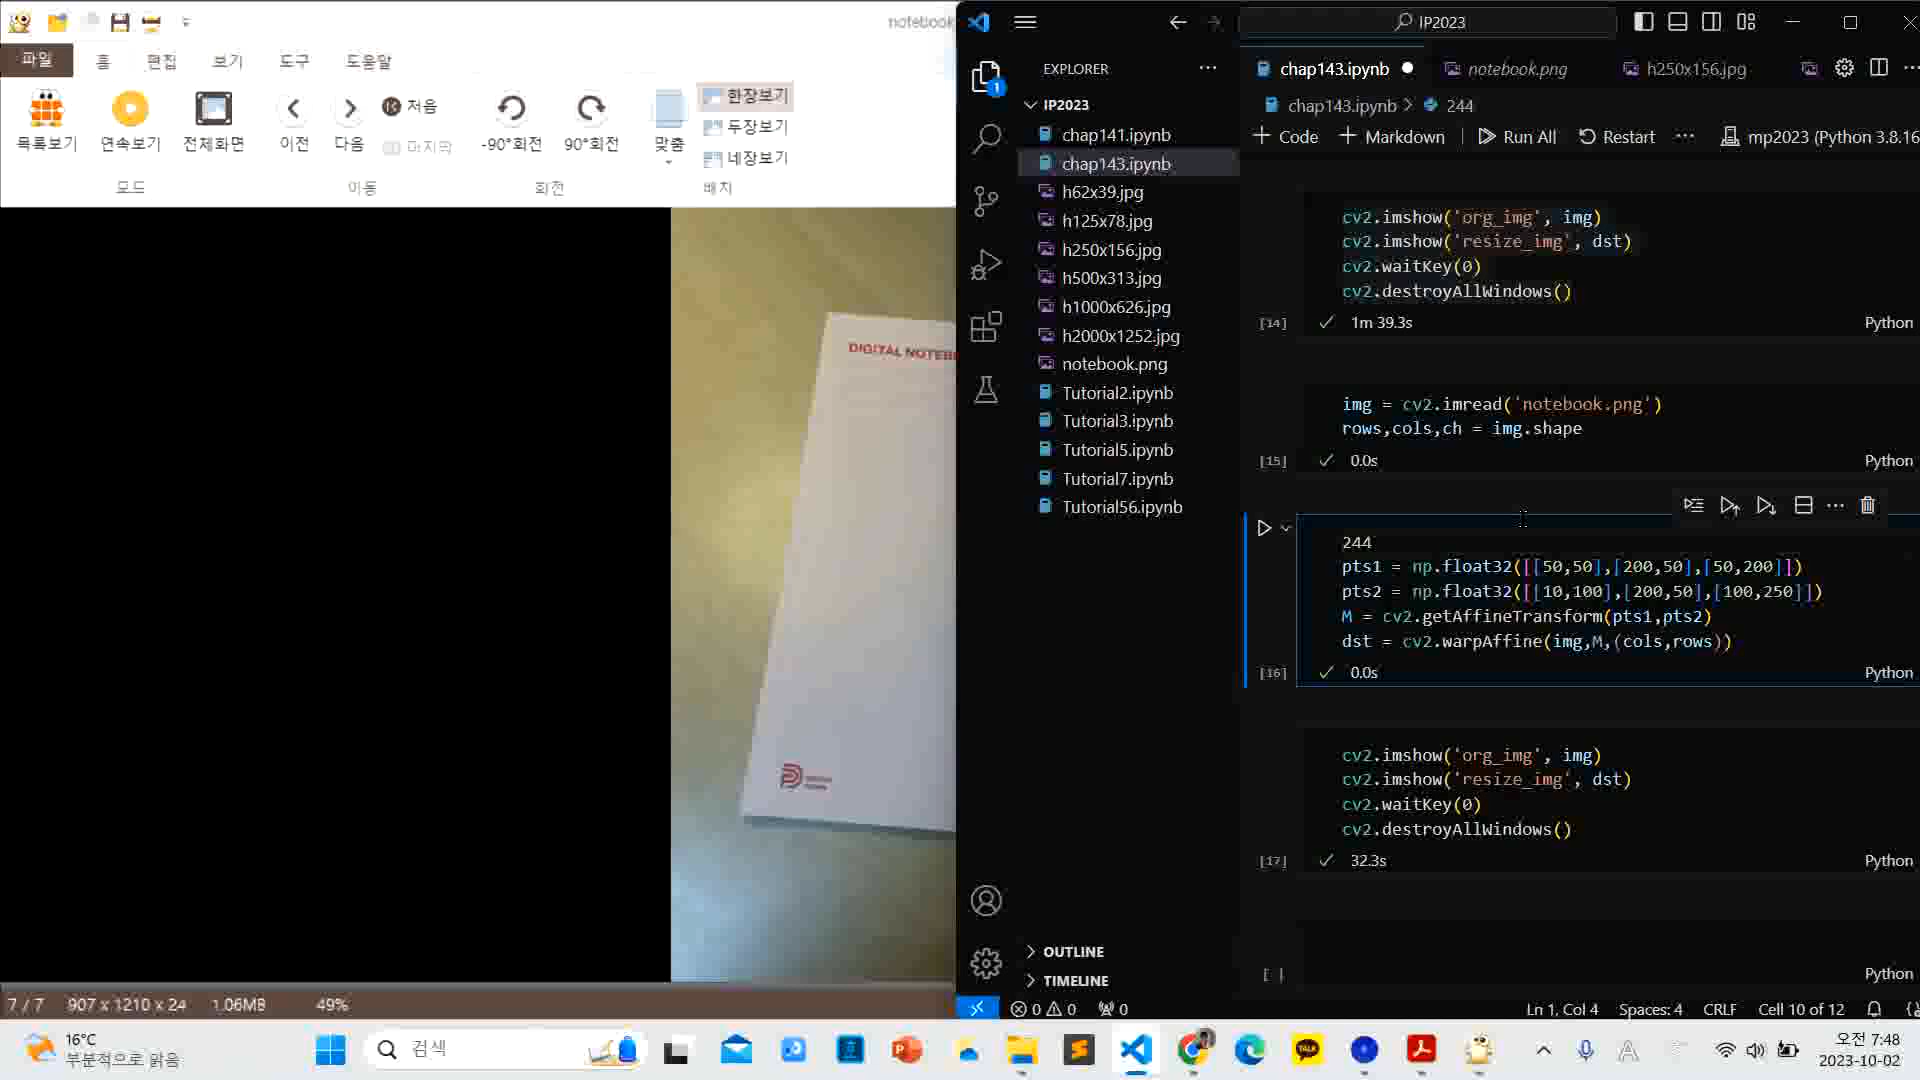 notebook
파일
홈
편집
보기
도구
도움말
목록보기
연속보기
전체화면
이전
다음
처음
마지막
-90°회전
90°회전
맞춤
한장보기
두장보기
네장보기
모드
이동
회전
배치
DIGITAL NOTEB
7 / 7
907 x 1210 x 24
1.06MB
49%
IP2023
EXPLORER
IP2023
chap141.ipynb
chap143.ipynb
h62x39.jpg
h125x78.jpg
h250x156.jpg
h500x313.jpg
h1000x626.jpg
h2000x1252.jpg
notebook.png
Tutorial2.ipynb
Tutorial3.ipynb
Tutorial5.ipynb
Tutorial7.ipynb
Tutorial56.ipynb
OUTLINE
TIMELINE
chap143.ipynb
notebook.png
h250x156.jpg
chap143.ipynb > 244
+ Code
+ Markdown
Run All
Restart
mp2023 (Python 3.8.16
cv2.imshow('org_img', img)
cv2.imshow('resize_img', dst)
cv2.waitKey(0)
cv2.destroyAllWindows()
[14] 1m 39.3s Python
img = cv2.imread('notebook.png')
rows,cols,ch = img.shape
[15] 0.0s Python
244
pts1 = np.float32([[50,50],[200,50],[50,200]])
pts2 = np.float32([[10,100],[200,50],[100,250]])
M = cv2.getAffineTransform(pts1,pts2)
dst = cv2.warpAffine(img,M,(cols,rows))
[16] 0.0s Python
cv2.imshow('org_img', img)
cv2.imshow('resize_img', dst)
cv2.waitKey(0)
cv2.destroyAllWindows()
[17] 32.3s Python
[ ] Python
0 0 0
Ln 1, Col 4
Spaces: 4
CRLF
Cell 10 of 12
16°C
부분적으로 맑음
검색
TALK
오전 7:48
2023-10-02